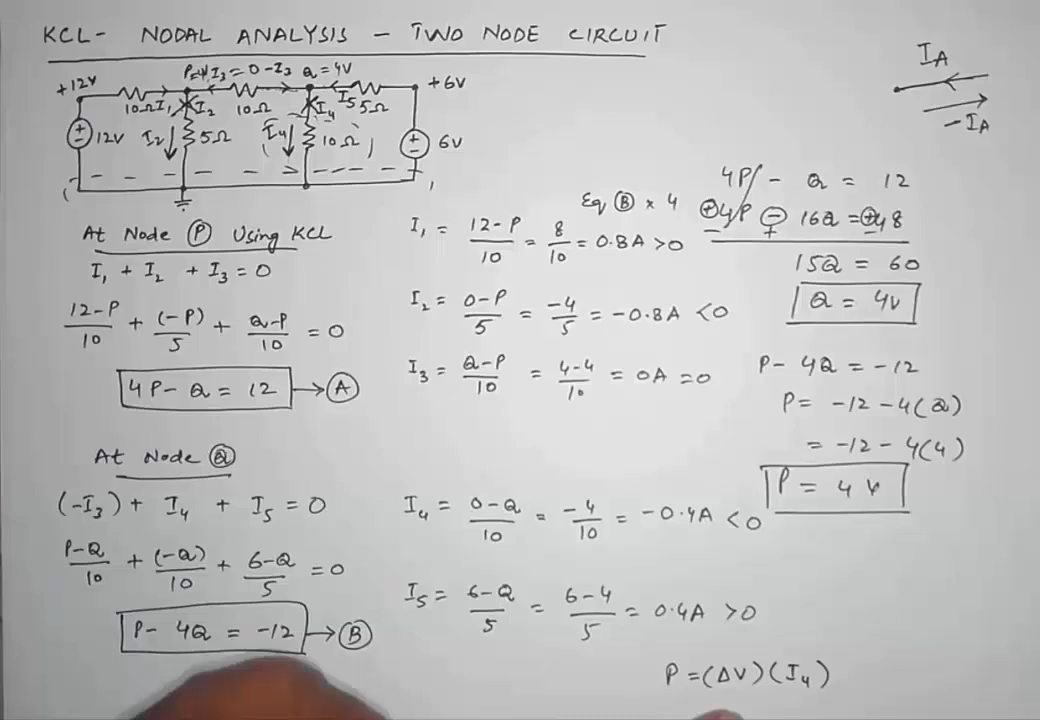 KCL - NODAL ANALYSIS - TWO NODE CIRCUIT
I_A
-I_A
I₃ = 0 -I₃ Q = 4V
+12V +6V
10Ω I₁ I₂ 10Ω I₄ I₅ 5Ω
12V I₂ 5Ω I₄ 10Ω 6V
At Node Ⓟ Using KCL
I₁ + I₂ + I₃ = 0
12-P/10 + (-P)/5 + Q-P/10 = 0
4P - Q = 12 → Ⓐ
At Node Ⓠ
(-I₃) + I₄ + I₅ = 0
P-Q/10 + (-Q)/10 + 6-Q/5 = 0
P - 4Q = -12 → Ⓑ
I₁ = 12-P/10 = 8/10 = 0.8A >0
I₂ = 0-P/5 = -4/5 = -0.8A <0
I₃ = Q-P/10 = 4-4/10 = 0A =0
I₄ = 0-Q/10 = -4/10 = -0.4A <0
I₅ = 6-Q/5 = 6-4/5 = 0.4A >0
P = (ΔV)(I₄)
Eq Ⓑ × 4
4P - Q = 12
⊕4P ⊖ 16Q = ⊕48
- + -
15Q = 60
Q = 4V
P - 4Q = -12
P = -12 - 4(Q)
= -12 - 4(4)
P = 4V